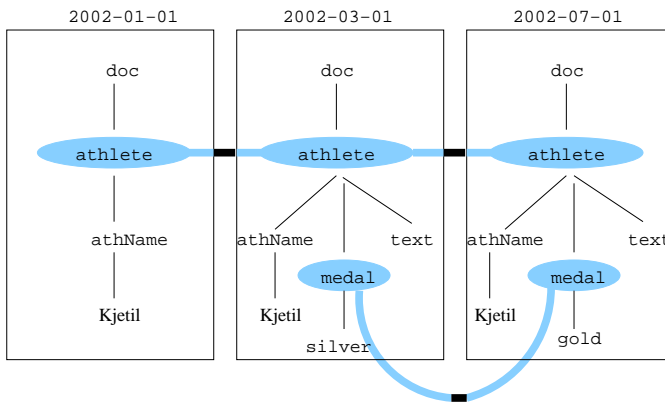 2002-01-01 2002-03-01 2002-07-01
doc doc doc
athlete athlete athlete
athName athName text athName text
medal medal
Kjetil Kjetil Kjetil
silver gold